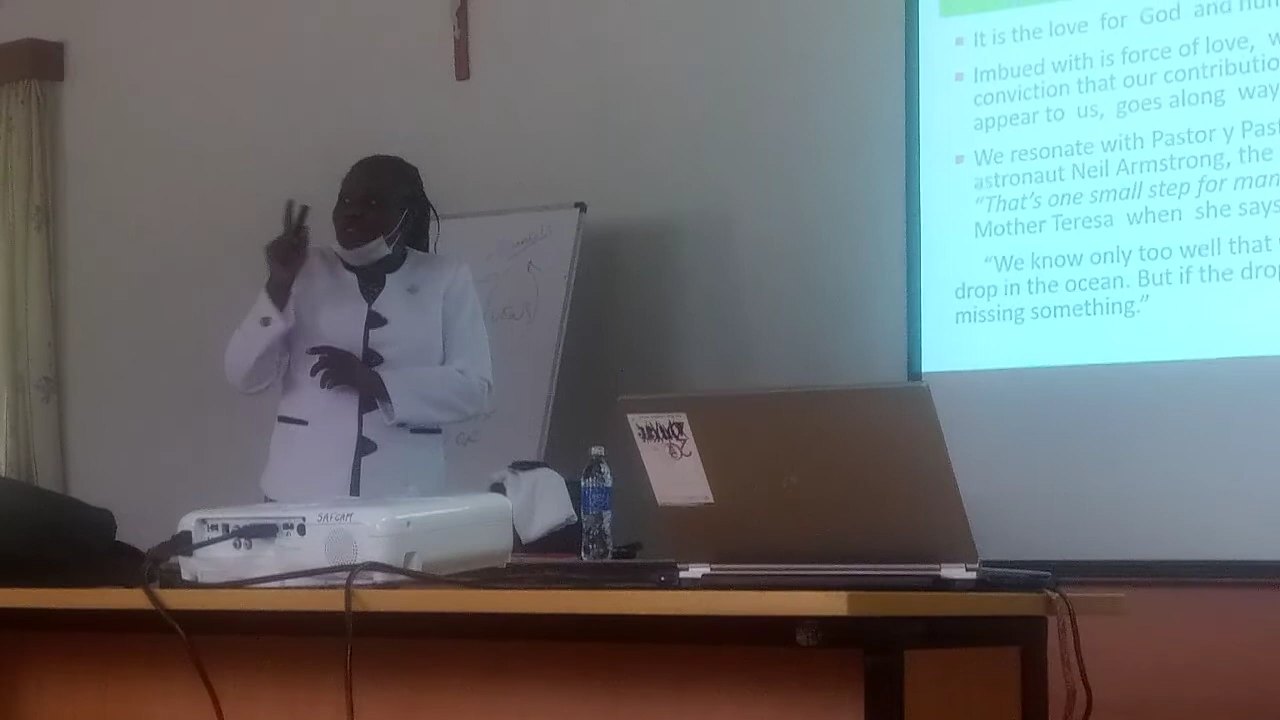 It is the love for God and hum
Imbued with is force of love, w
conviction that our contributio
appear to us, goes along way
We resonate with Pastor y Past
astronaut Neil Armstrong, the
“That’s one small step for man
Mother Teresa when she says
“We know only too well that
drop in the ocean. But if the drop
missing something.”
SAFCAM